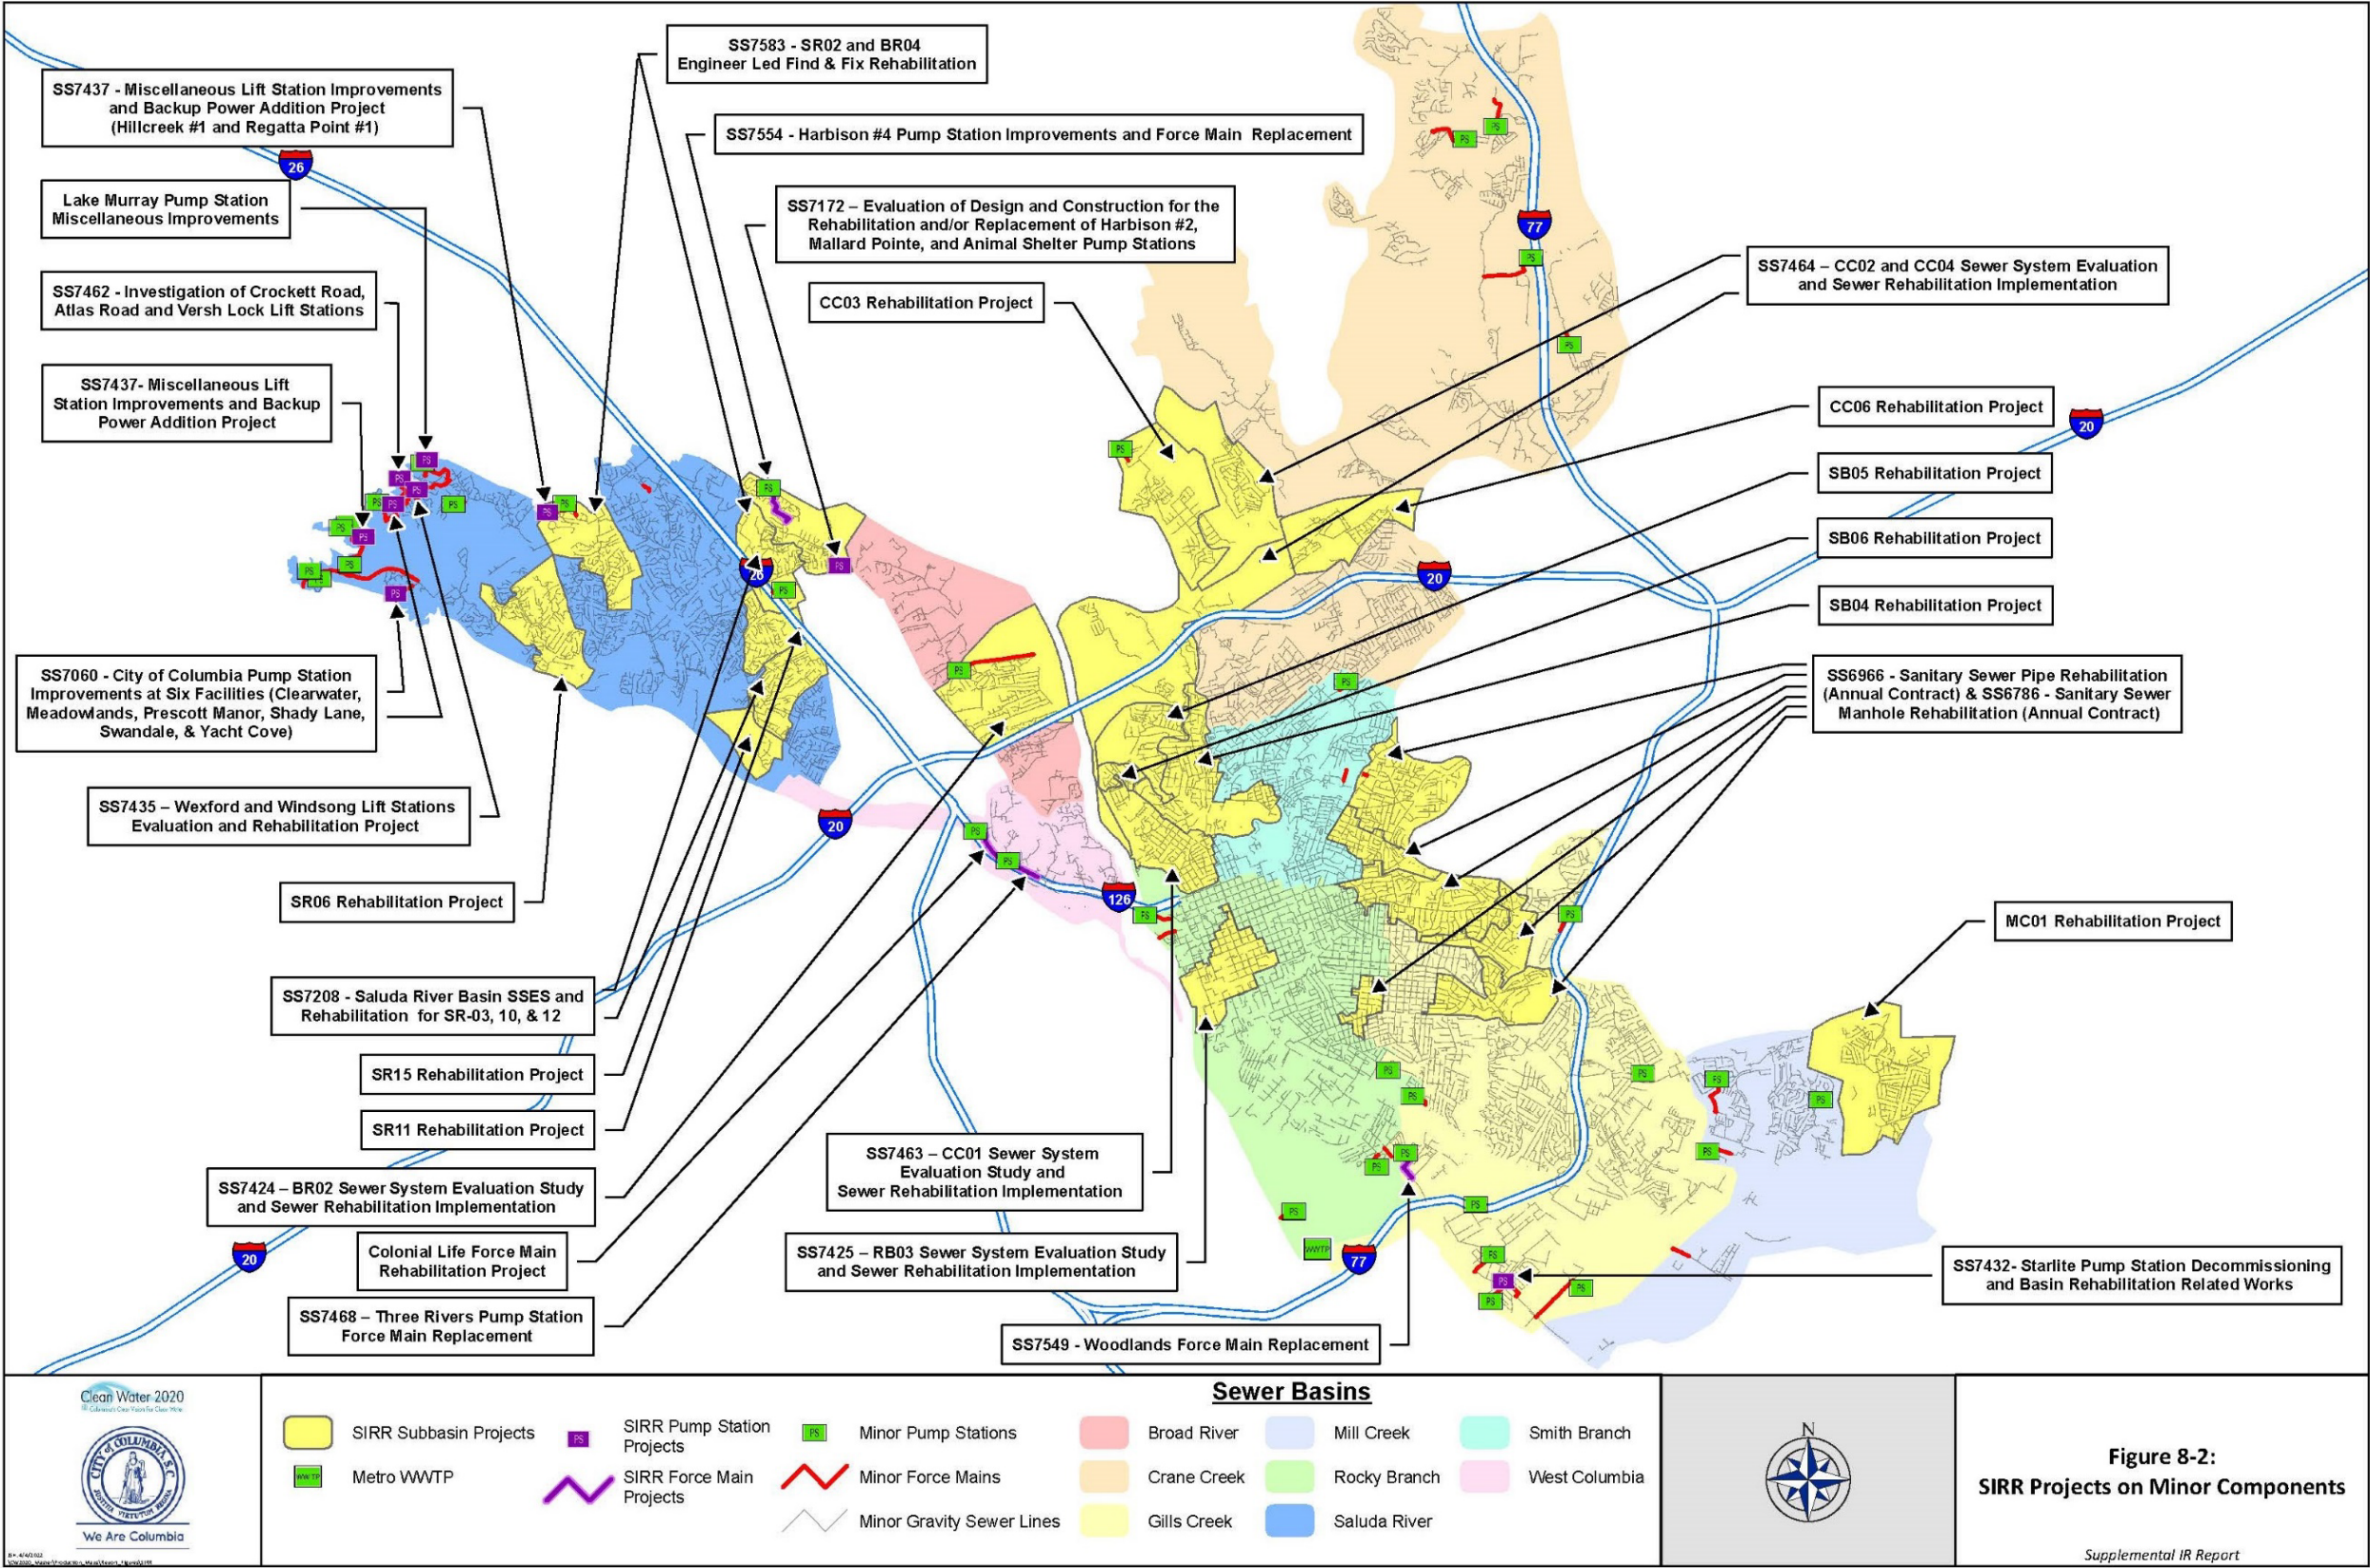 SS7583 - SR02 and BR04
Engineer Led Find & Fix Rehabilitation
SS7437 - Miscellaneous Lift Station Improvements
and Backup Power Addition Project
(Hillcreek #1 and Regatta Point #1)
SS7554 - Harbison #4 Pump Station Improvements and Force Main Replacement
26
Lake Murray Pump Station
Miscellaneous Improvements
SS7172 – Evaluation of Design and Construction for the
Rehabilitation and/or Replacement of Harbison #2,
Mallard Pointe, and Animal Shelter Pump Stations
77
SS7464 – CC02 and CC04 Sewer System Evaluation
and Sewer Rehabilitation Implementation
SS7462 - Investigation of Crockett Road,
Atlas Road and Versh Lock Lift Stations
CC03 Rehabilitation Project
SS7437- Miscellaneous Lift
Station Improvements and Backup
Power Addition Project
CC06 Rehabilitation Project
20
SB05 Rehabilitation Project
SB06 Rehabilitation Project
26
20
SB04 Rehabilitation Project
SS7060 - City of Columbia Pump Station
Improvements at Six Facilities (Clearwater,
Meadowlands, Prescott Manor, Shady Lane,
Swandale, & Yacht Cove)
SS6966 - Sanitary Sewer Pipe Rehabilitation
(Annual Contract) & SS6786 - Sanitary Sewer
Manhole Rehabilitation (Annual Contract)
SS7435 – Wexford and Windsong Lift Stations
Evaluation and Rehabilitation Project
20
SR06 Rehabilitation Project
126
MC01 Rehabilitation Project
SS7208 - Saluda River Basin SSES and
Rehabilitation for SR-03, 10, & 12
SR15 Rehabilitation Project
SR11 Rehabilitation Project
SS7463 – CC01 Sewer System
Evaluation Study and
Sewer Rehabilitation Implementation
SS7424 – BR02 Sewer System Evaluation Study
and Sewer Rehabilitation Implementation
20
Colonial Life Force Main
Rehabilitation Project
SS7425 – RB03 Sewer System Evaluation Study
and Sewer Rehabilitation Implementation
WWTP
77
SS7432- Starlite Pump Station Decommissioning
and Basin Rehabilitation Related Works
SS7468 – Three Rivers Pump Station
Force Main Replacement
SS7549 - Woodlands Force Main Replacement
Clean Water 2020
CITY of COLUMBIA, S.C.
We Are Columbia
SIRR Subbasin Projects
WWTP
Metro WWTP
PS
SIRR Pump Station
Projects
SIRR Force Main
Projects
PS
Minor Pump Stations
Minor Force Mains
Minor Gravity Sewer Lines
Sewer Basins
Broad River
Crane Creek
Gills Creek
Mill Creek
Rocky Branch
Saluda River
Smith Branch
West Columbia
N
Figure 8-2:
SIRR Projects on Minor Components
Supplemental IR Report